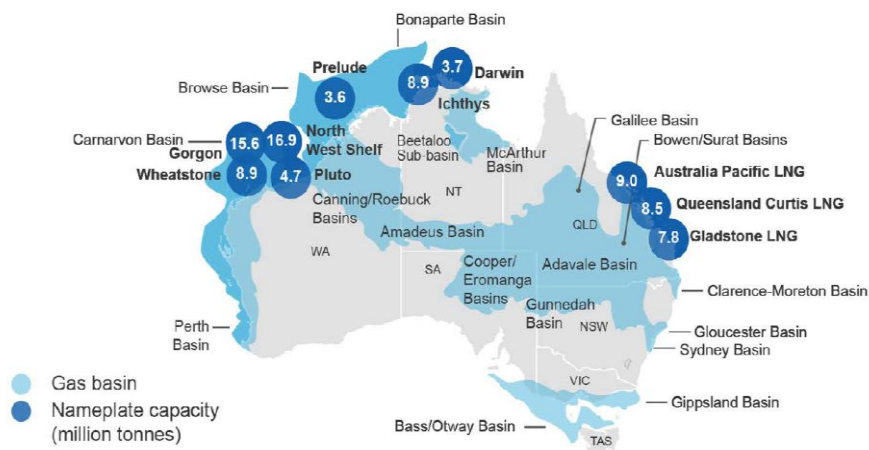 Bonaparte Basin
Prelude
3.6
8.9
3.7
Darwin
Ichthys
Browse Basin
Carnarvon Basin
Gorgon
15.6
16.9
North
West Shelf
Wheatstone
8.9
4.7
Pluto
Beetaloo
Sub-basin
McArthur
Basin
Galilee Basin
Bowen/Surat Basins
9.0
Australia Pacific LNG
8.5
Queensland Curtis LNG
7.8
Gladstone LNG
NT
Canning/Roebuck
Basins
Amadeus Basin
QLD
WA
SA
Cooper/
Eromanga
Basins
Adavale Basin
Gunnedah
Basin
NSW
Clarence-Moreton Basin
Gloucester Basin
Sydney Basin
Perth
Basin
VIC
Gippsland Basin
Bass/Otway Basin
TAS
Gas basin
Nameplate capacity
(million tonnes)